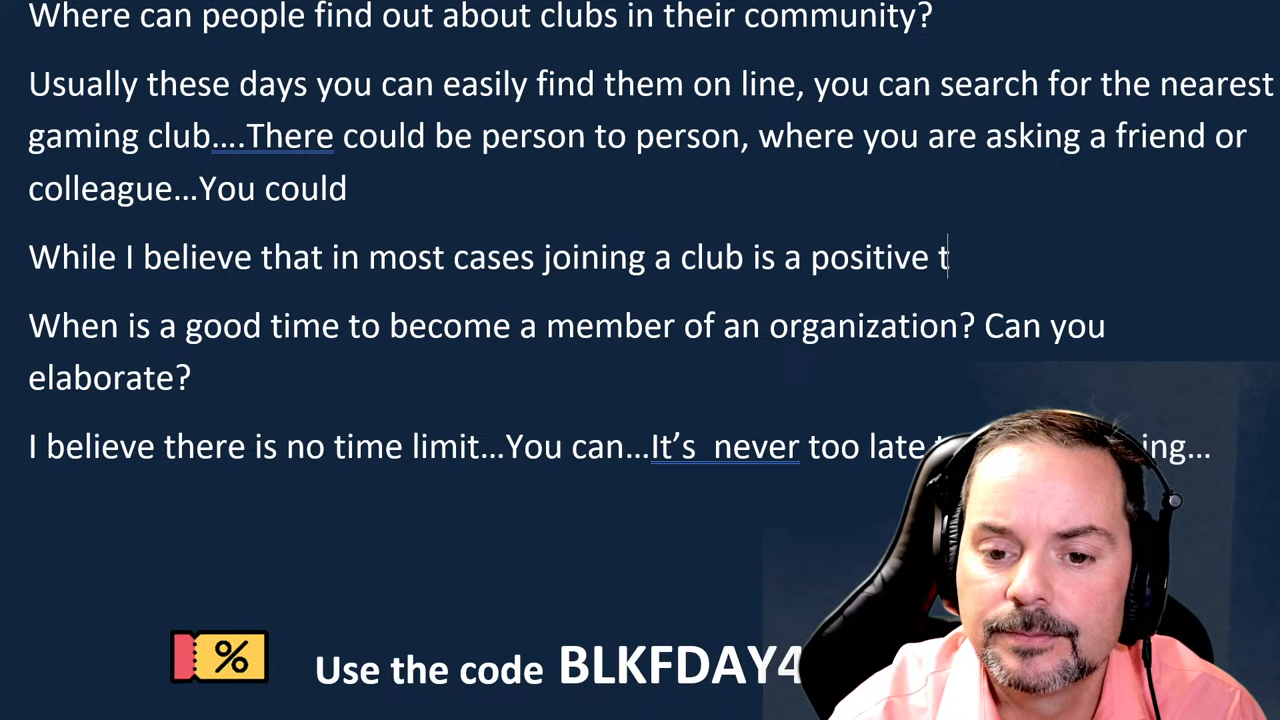 Where can people find out about clubs in their community?
Usually these days you can easily find them on line, you can search for the nearest
gaming club....There could be person to person, where you are asking a friend or
colleague...You could
While I believe that in most cases joining a club is a positive t
When is a good time to become a member of an organization? Can you
elaborate?
I believe there is no time limit...You can...It’s  never too late ing...
%
Use the code BLKFDAY4